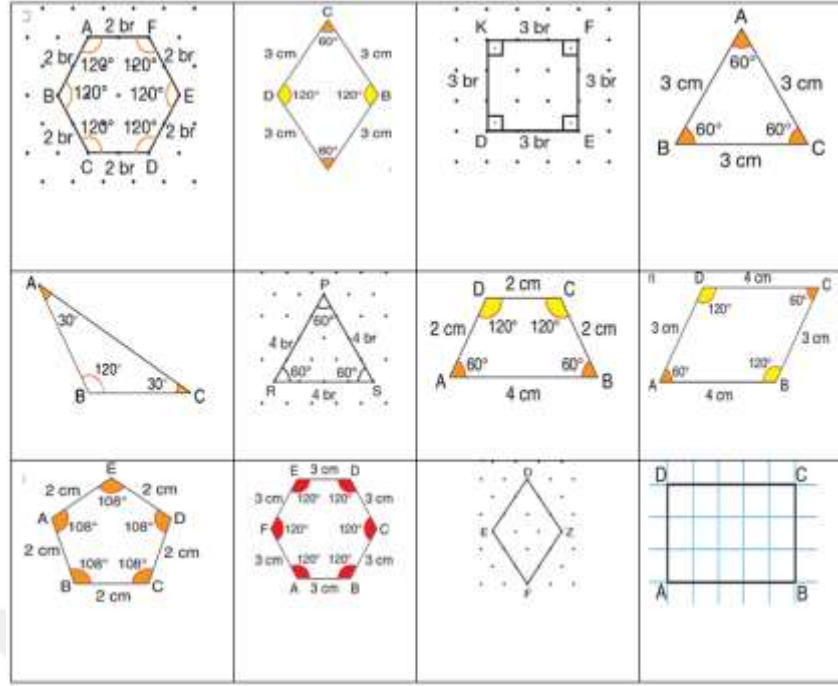 A 2 br F
2 br 2 br
120° 120°
B 120° 120° E
120° 120°
2 br 2 br
C 2 br D
C
60°
3 cm 3 cm
D 120° 120° B
3 cm 3 cm
60°
K 3 br F
3 br 3 br
D 3 br E
A
60°
3 cm 3 cm
60° 60°
B C
3 cm
A
30°
120°
30°
B C
P
60°
4 br 4 br
60° 60°
R 4 br S
D 2 cm C
2 cm 120° 120° 2 cm
60° 60°
A B
4 cm
D 4 cm C
120° 60°
3 cm 3 cm
120°
A 60° B
4 cm
E
2 cm 2 cm
108°
A 108° 108° D
2 cm 108° 108° 2 cm
B C
2 cm
E 3 cm D
3 cm 120° 120° 3 cm
F 120° 120° C
3 cm 120° 120° 3 cm
A 3 cm B
D
E Z
F
D C
A B